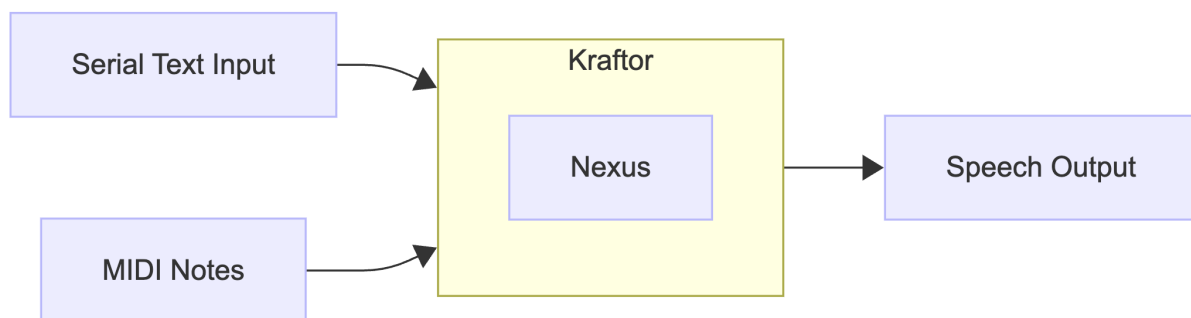 Serial Text Input
MIDI Notes
Kraftor
Nexus
Speech Output